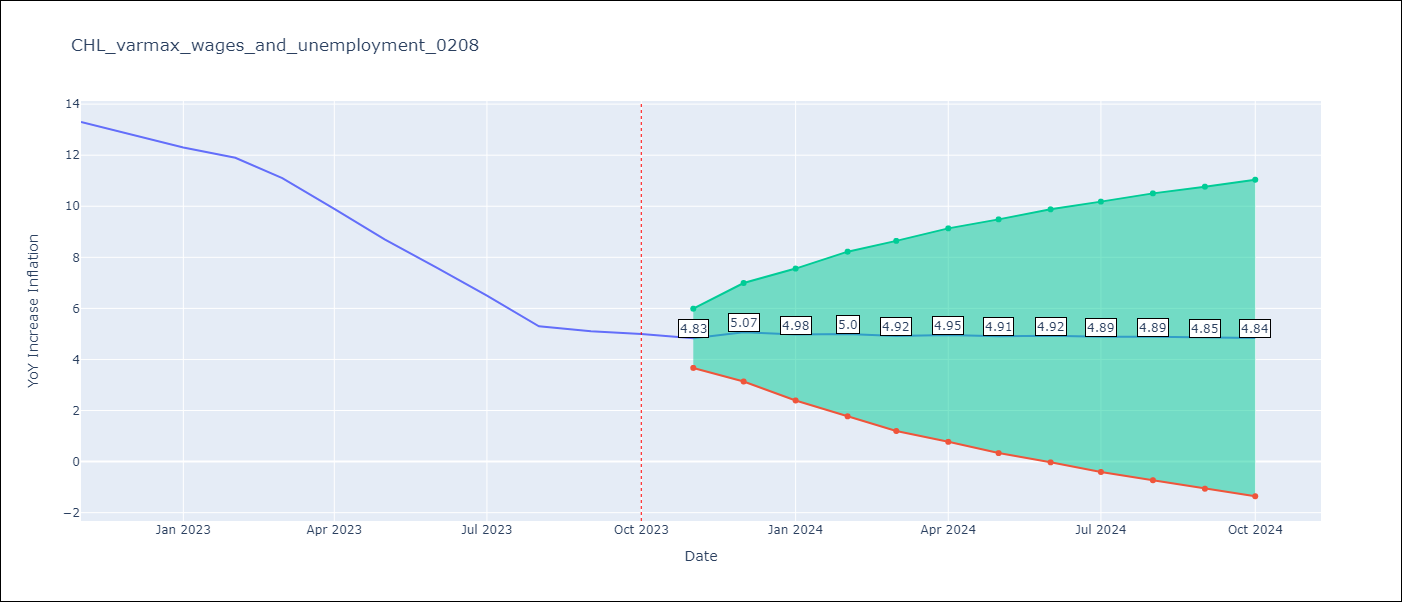 CHL_varmax_wages_and_unemployment_0208
YoY Increase Inflation
14
12
10
8
6
4
2
0
−2
4.83
5.07
4.98
5.0
4.92
4.95
4.91
4.92
4.89
4.89
4.85
4.84
Jan 2023
Apr 2023
Jul 2023
Oct 2023
Jan 2024
Apr 2024
Jul 2024
Oct 2024
Date